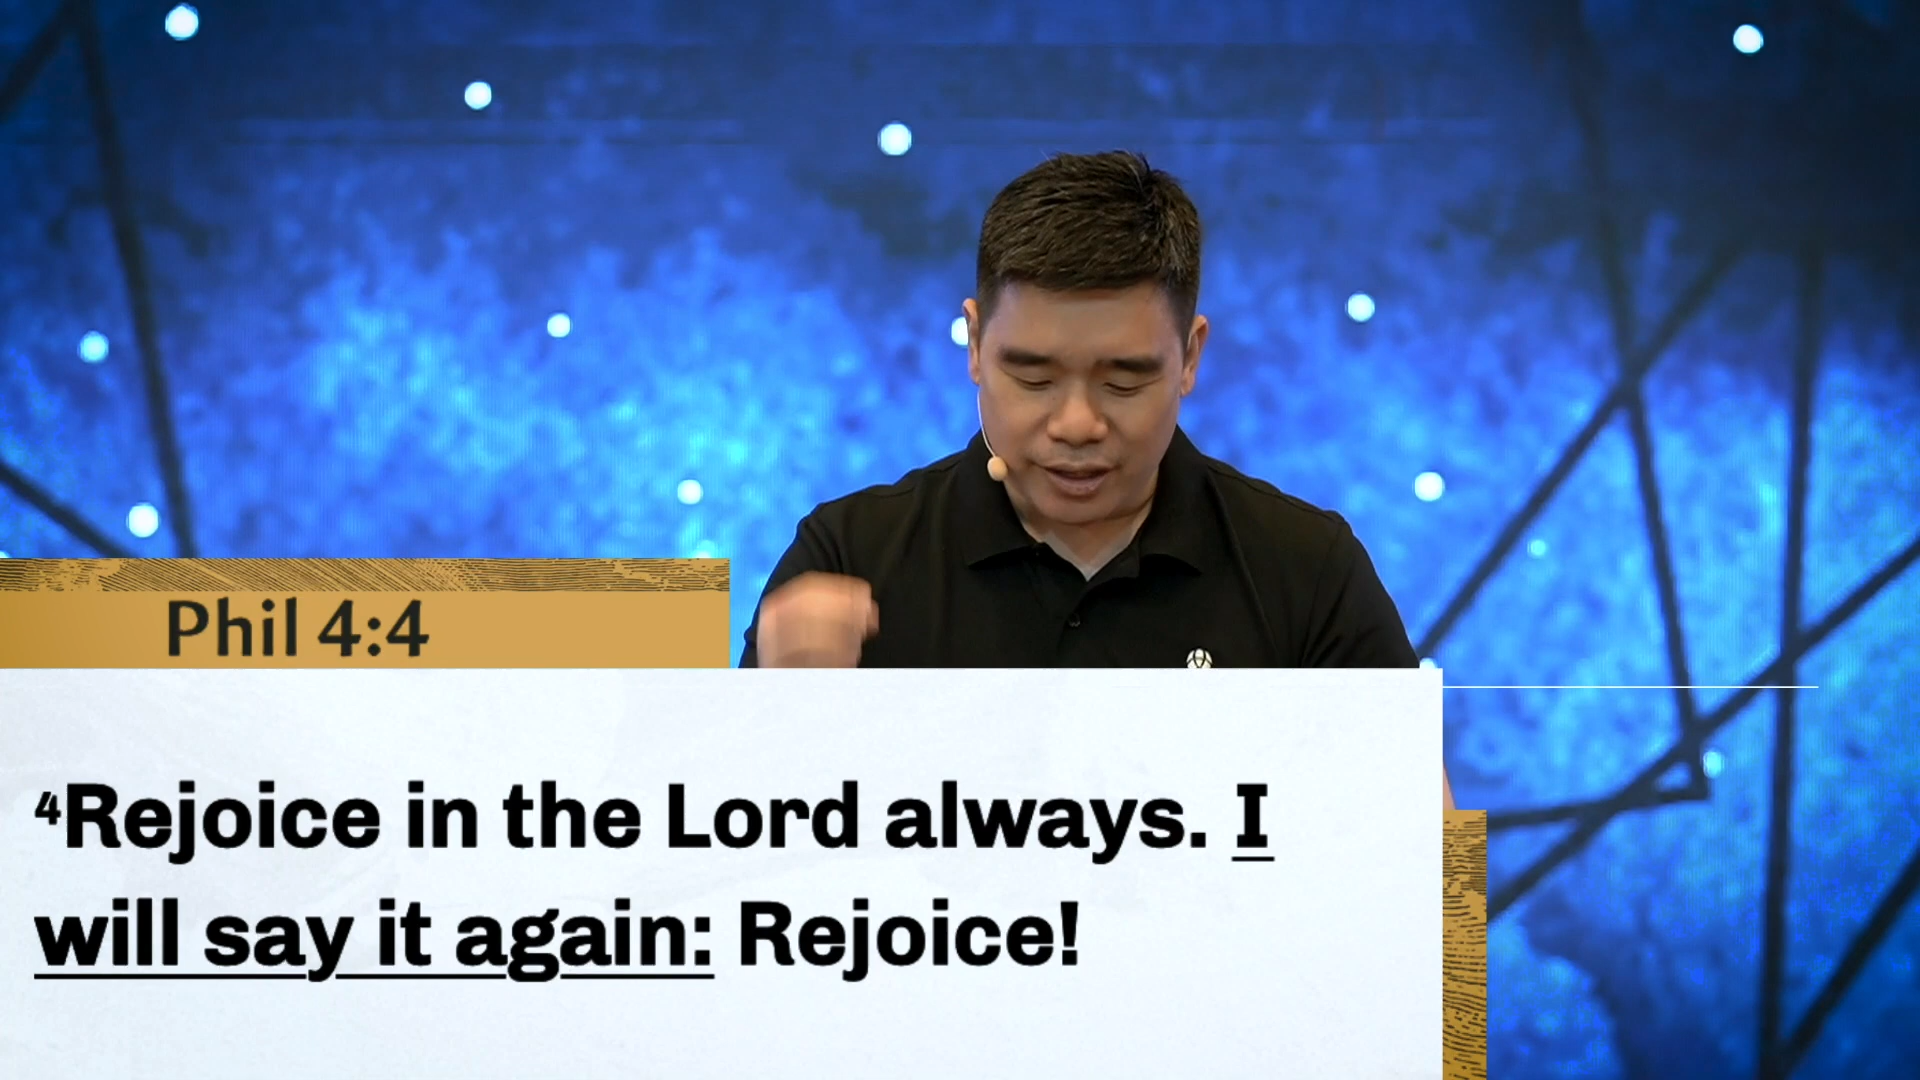 Phil 4:4
⁴Rejoice in the Lord always. I
will say it again: Rejoice!